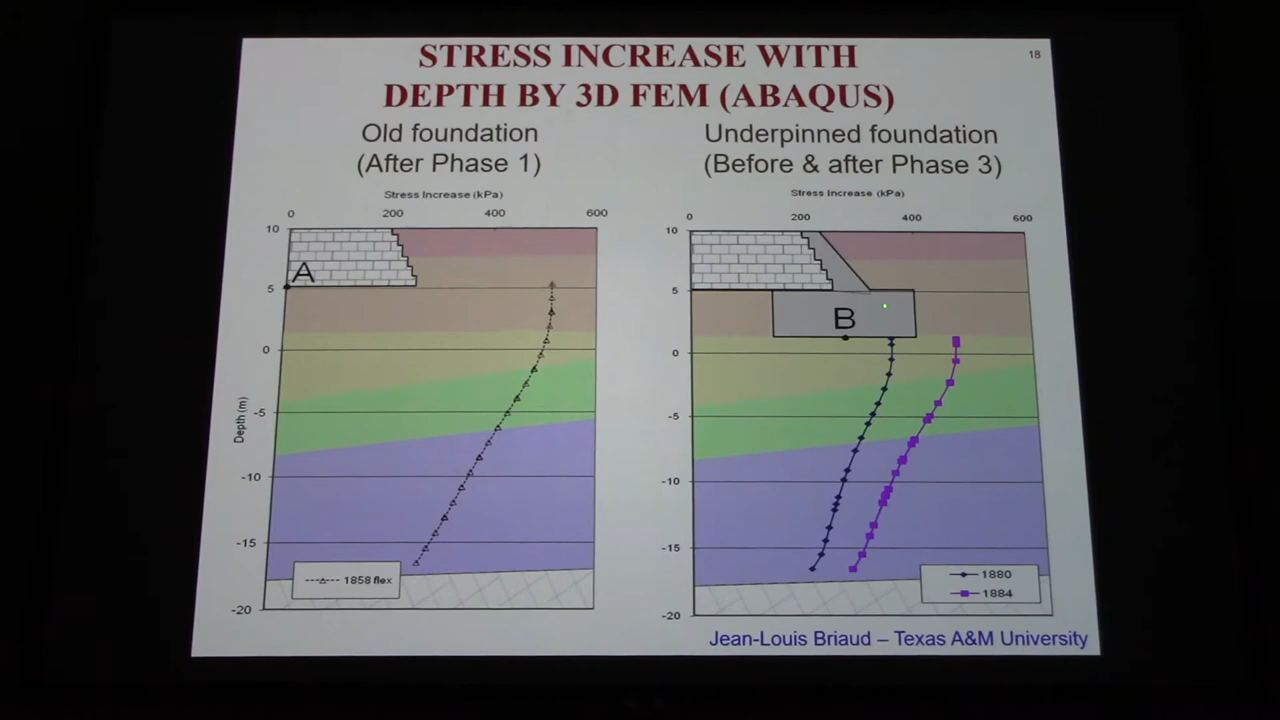 18
STRESS INCREASE WITH
DEPTH BY 3D FEM (ABAQUS)
Old foundation
(After Phase 1)
Underpinned foundation
(Before & after Phase 3)
Stress Increase (kPa)
0 200 400 600
10
5
0
-5
-10
-15
-20
Depth (m)
A
1858 flex
Stress Increase (kPa)
0 200 400 600
10
5
0
-5
-10
-15
-20
B
1880
1884
Jean-Louis Briaud – Texas A&M University